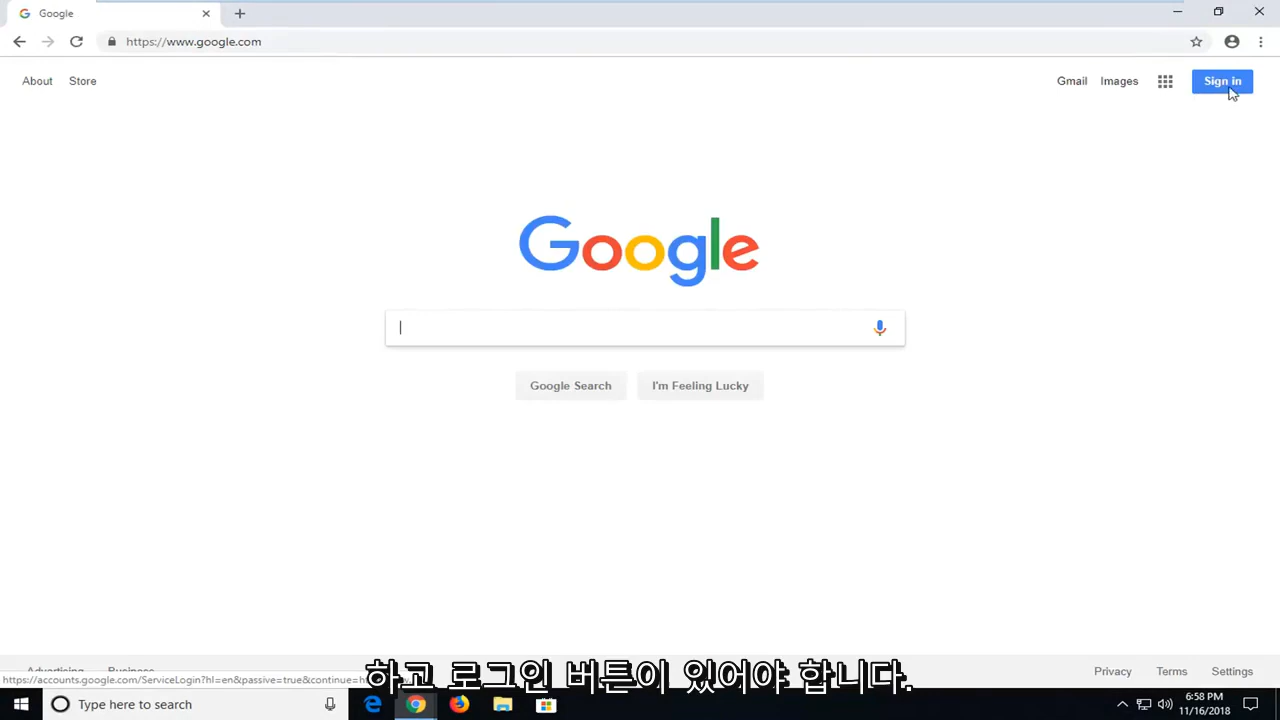 Google
https://www.google.com
About Store Gmail Images Sign in
Google
Google Search I'm Feeling Lucky
Advertising Business Privacy Terms Settings
https://accounts.google.com/ServiceLogin?hl=en&passive=true&continue=h
하고 로그인 버튼이 있어야 합니다.
Type here to search
6:58 PM
11/16/2018